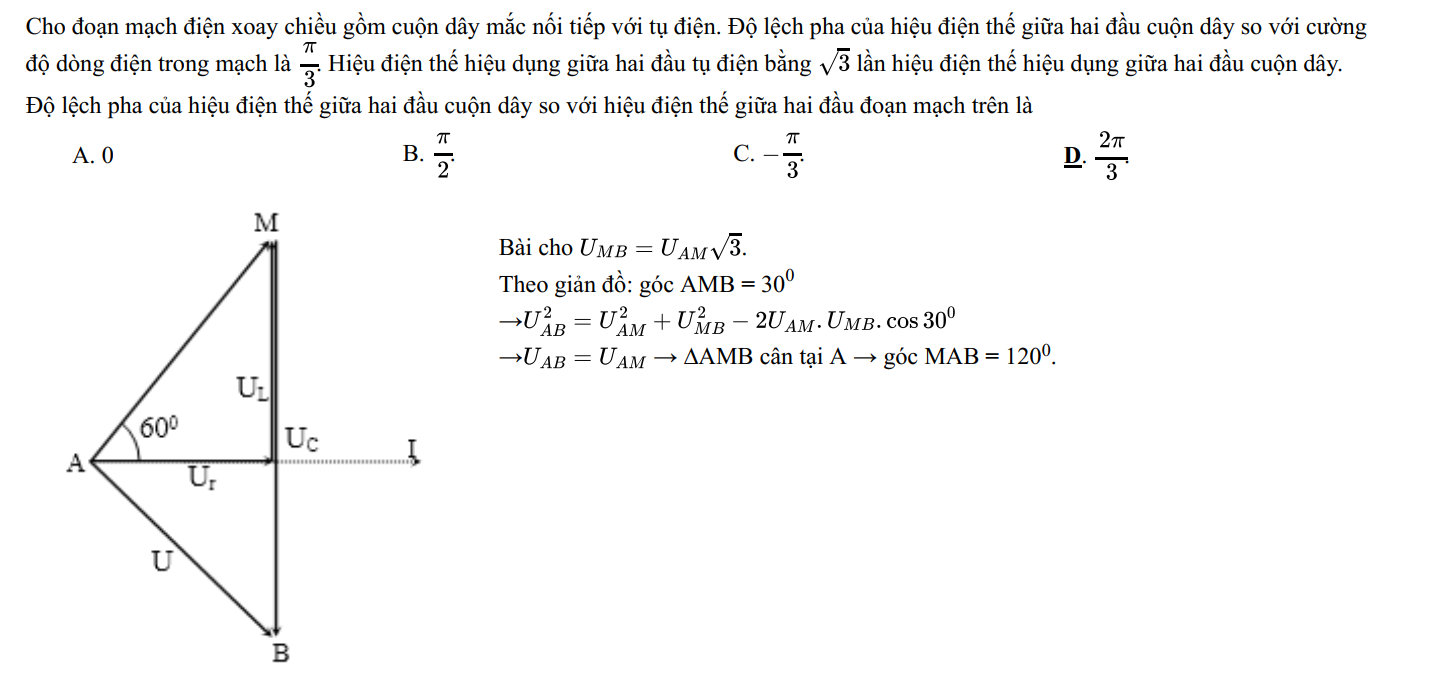 Cho đoạn mạch điện xoay chiều gồm cuộn dây mắc nối tiếp với tụ điện. Độ lệch pha của hiệu điện thế giữa hai đầu cuộn dây so với cường
độ dòng điện trong mạch là $\frac{\pi}{3}$. Hiệu điện thế hiệu dụng giữa hai đầu tụ điện bằng $\sqrt{3}$ lần hiệu điện thế hiệu dụng giữa hai đầu cuộn dây.
Độ lệch pha của hiệu điện thế giữa hai đầu cuộn dây so với hiệu điện thế giữa hai đầu đoạn mạch trên là
A. 0 B. $\frac{\pi}{2}$. C. $-\frac{\pi}{3}$. D. $\frac{2\pi}{3}$.
M
Bài cho $U_{MB} = U_{AM}\sqrt{3}$.
Theo giản đồ: góc AMB = $30^0$
→$U_{AB}^2 = U_{AM}^2 + U_{MB}^2 - 2U_{AM}.U_{MB}.\cos 30^0$
→$U_{AB} = U_{AM}$ → ΔAMB cân tại A → góc MAB = $120^0$.
$U_L$
$60^0$
$U_C$
I
A
$U_r$
U
B